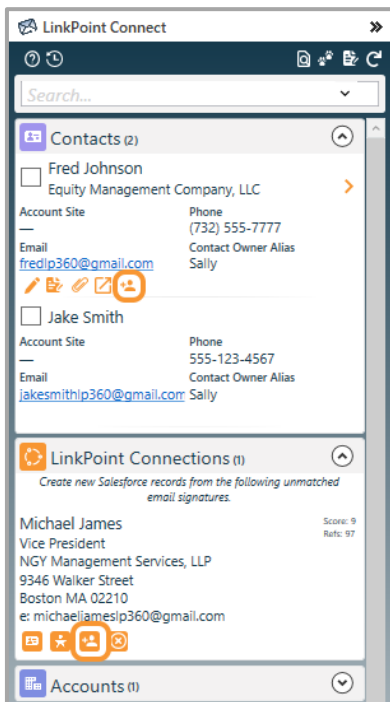 LinkPoint Connect
Search...
Contacts (2)
Fred Johnson
Equity Management Company, LLC
Account Site Phone
— (732) 555-7777
Email Contact Owner Alias
fredlp360@gmail.com Sally
Jake Smith
Account Site Phone
— 555-123-4567
Email Contact Owner Alias
jakesmithlp360@gmail.com Sally
LinkPoint Connections (1)
Create new Salesforce records from the following unmatched
email signatures.
Michael James Score: 9
Vice President Refs: 97
NGY Management Services, LLP
9346 Walker Street
Boston MA 02210
e: michaeljameslp360@gmail.com
Accounts (1)